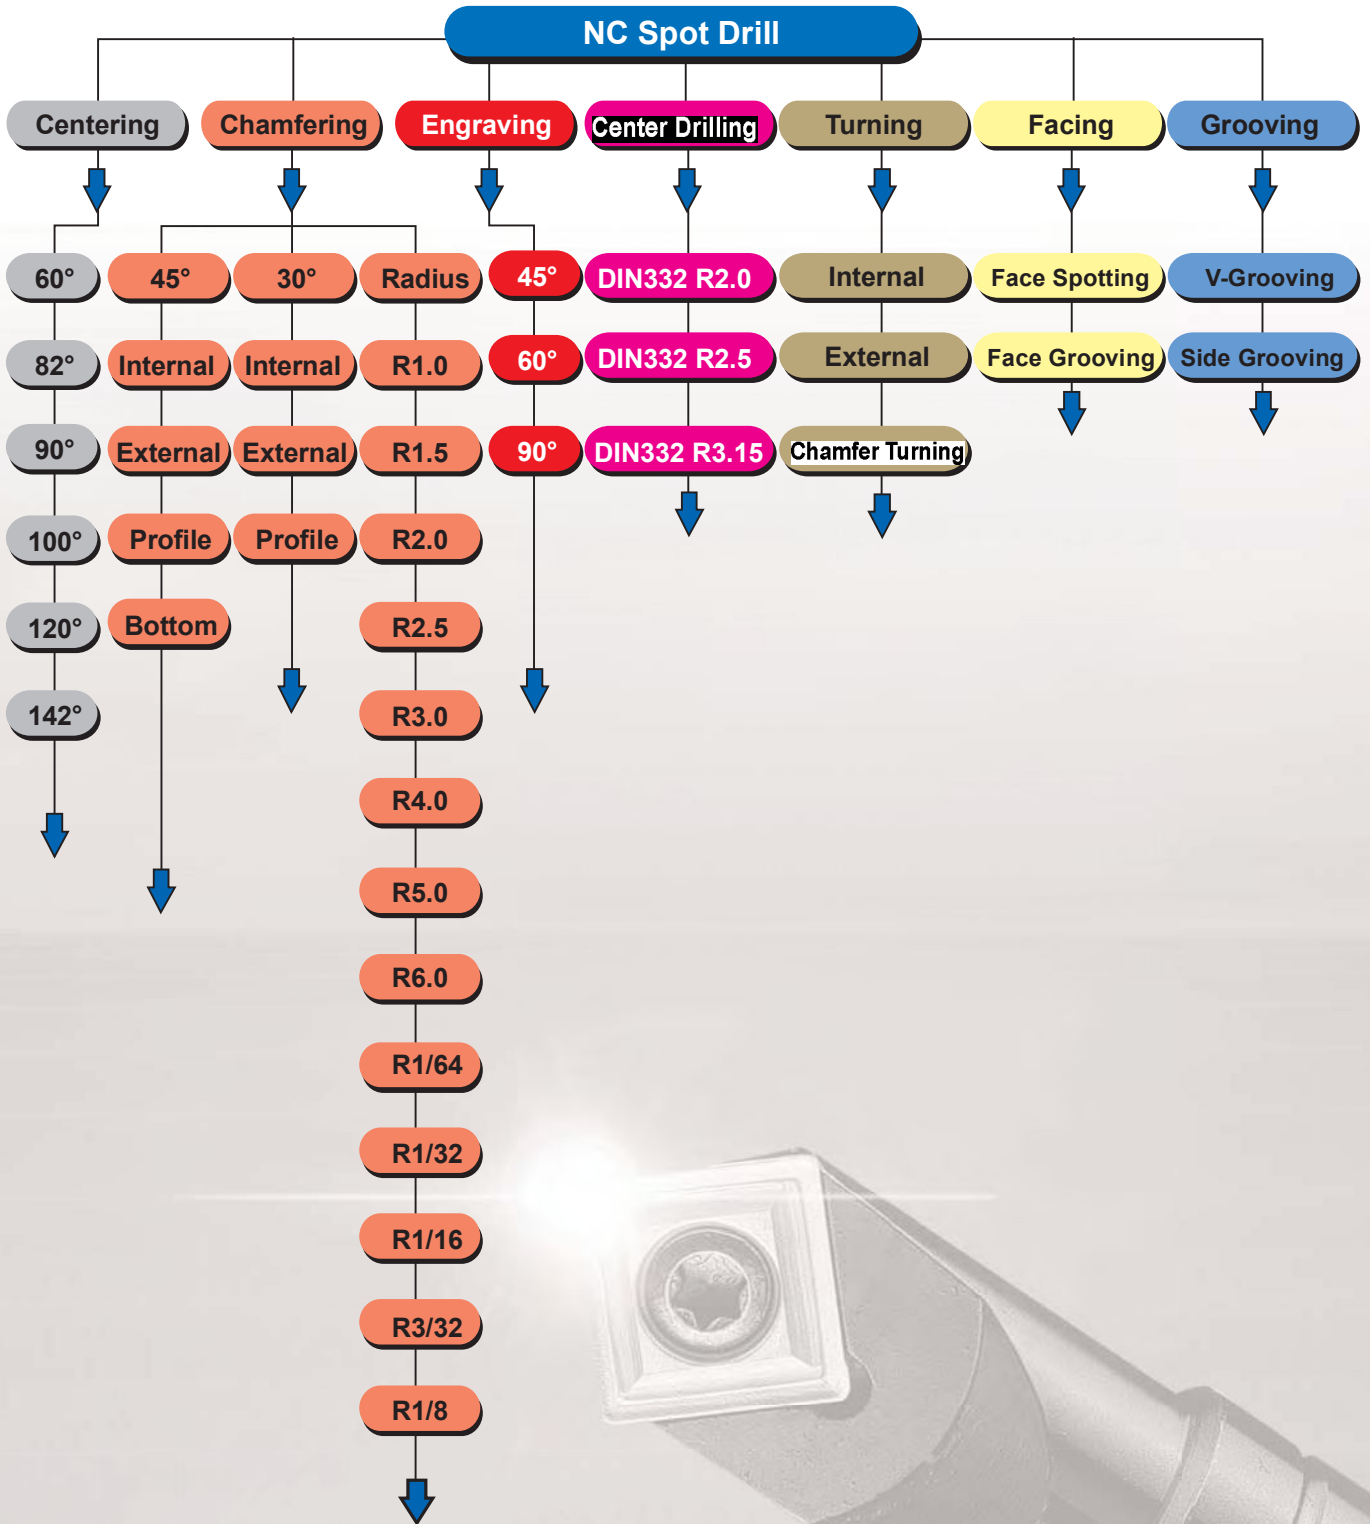 NC Spot Drill
Centering
Chamfering
Engraving
Center Drilling
Turning
Facing
Grooving
60°
45°
30°
Radius
45°
DIN332 R2.0
Internal
Face Spotting
V-Grooving
82°
Internal
Internal
R1.0
60°
DIN332 R2.5
External
Face Grooving
Side Grooving
90°
External
External
R1.5
90°
DIN332 R3.15
Chamfer Turning
100°
Profile
Profile
R2.0
120°
Bottom
R2.5
142°
R3.0
R4.0
R5.0
R6.0
R1/64
R1/32
R1/16
R3/32
R1/8